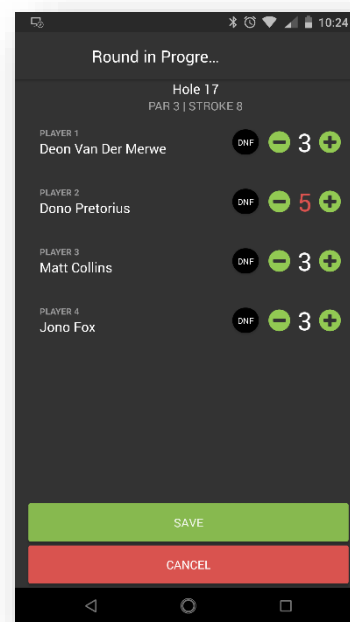 10:24
Round in Progre...
Hole 17
PAR 3 | STROKE 8
PLAYER 1
Deon Van Der Merwe
DNF 3
PLAYER 2
Dono Pretorius
DNF 5
PLAYER 3
Matt Collins
DNF 3
PLAYER 4
Jono Fox
DNF 3
SAVE
CANCEL